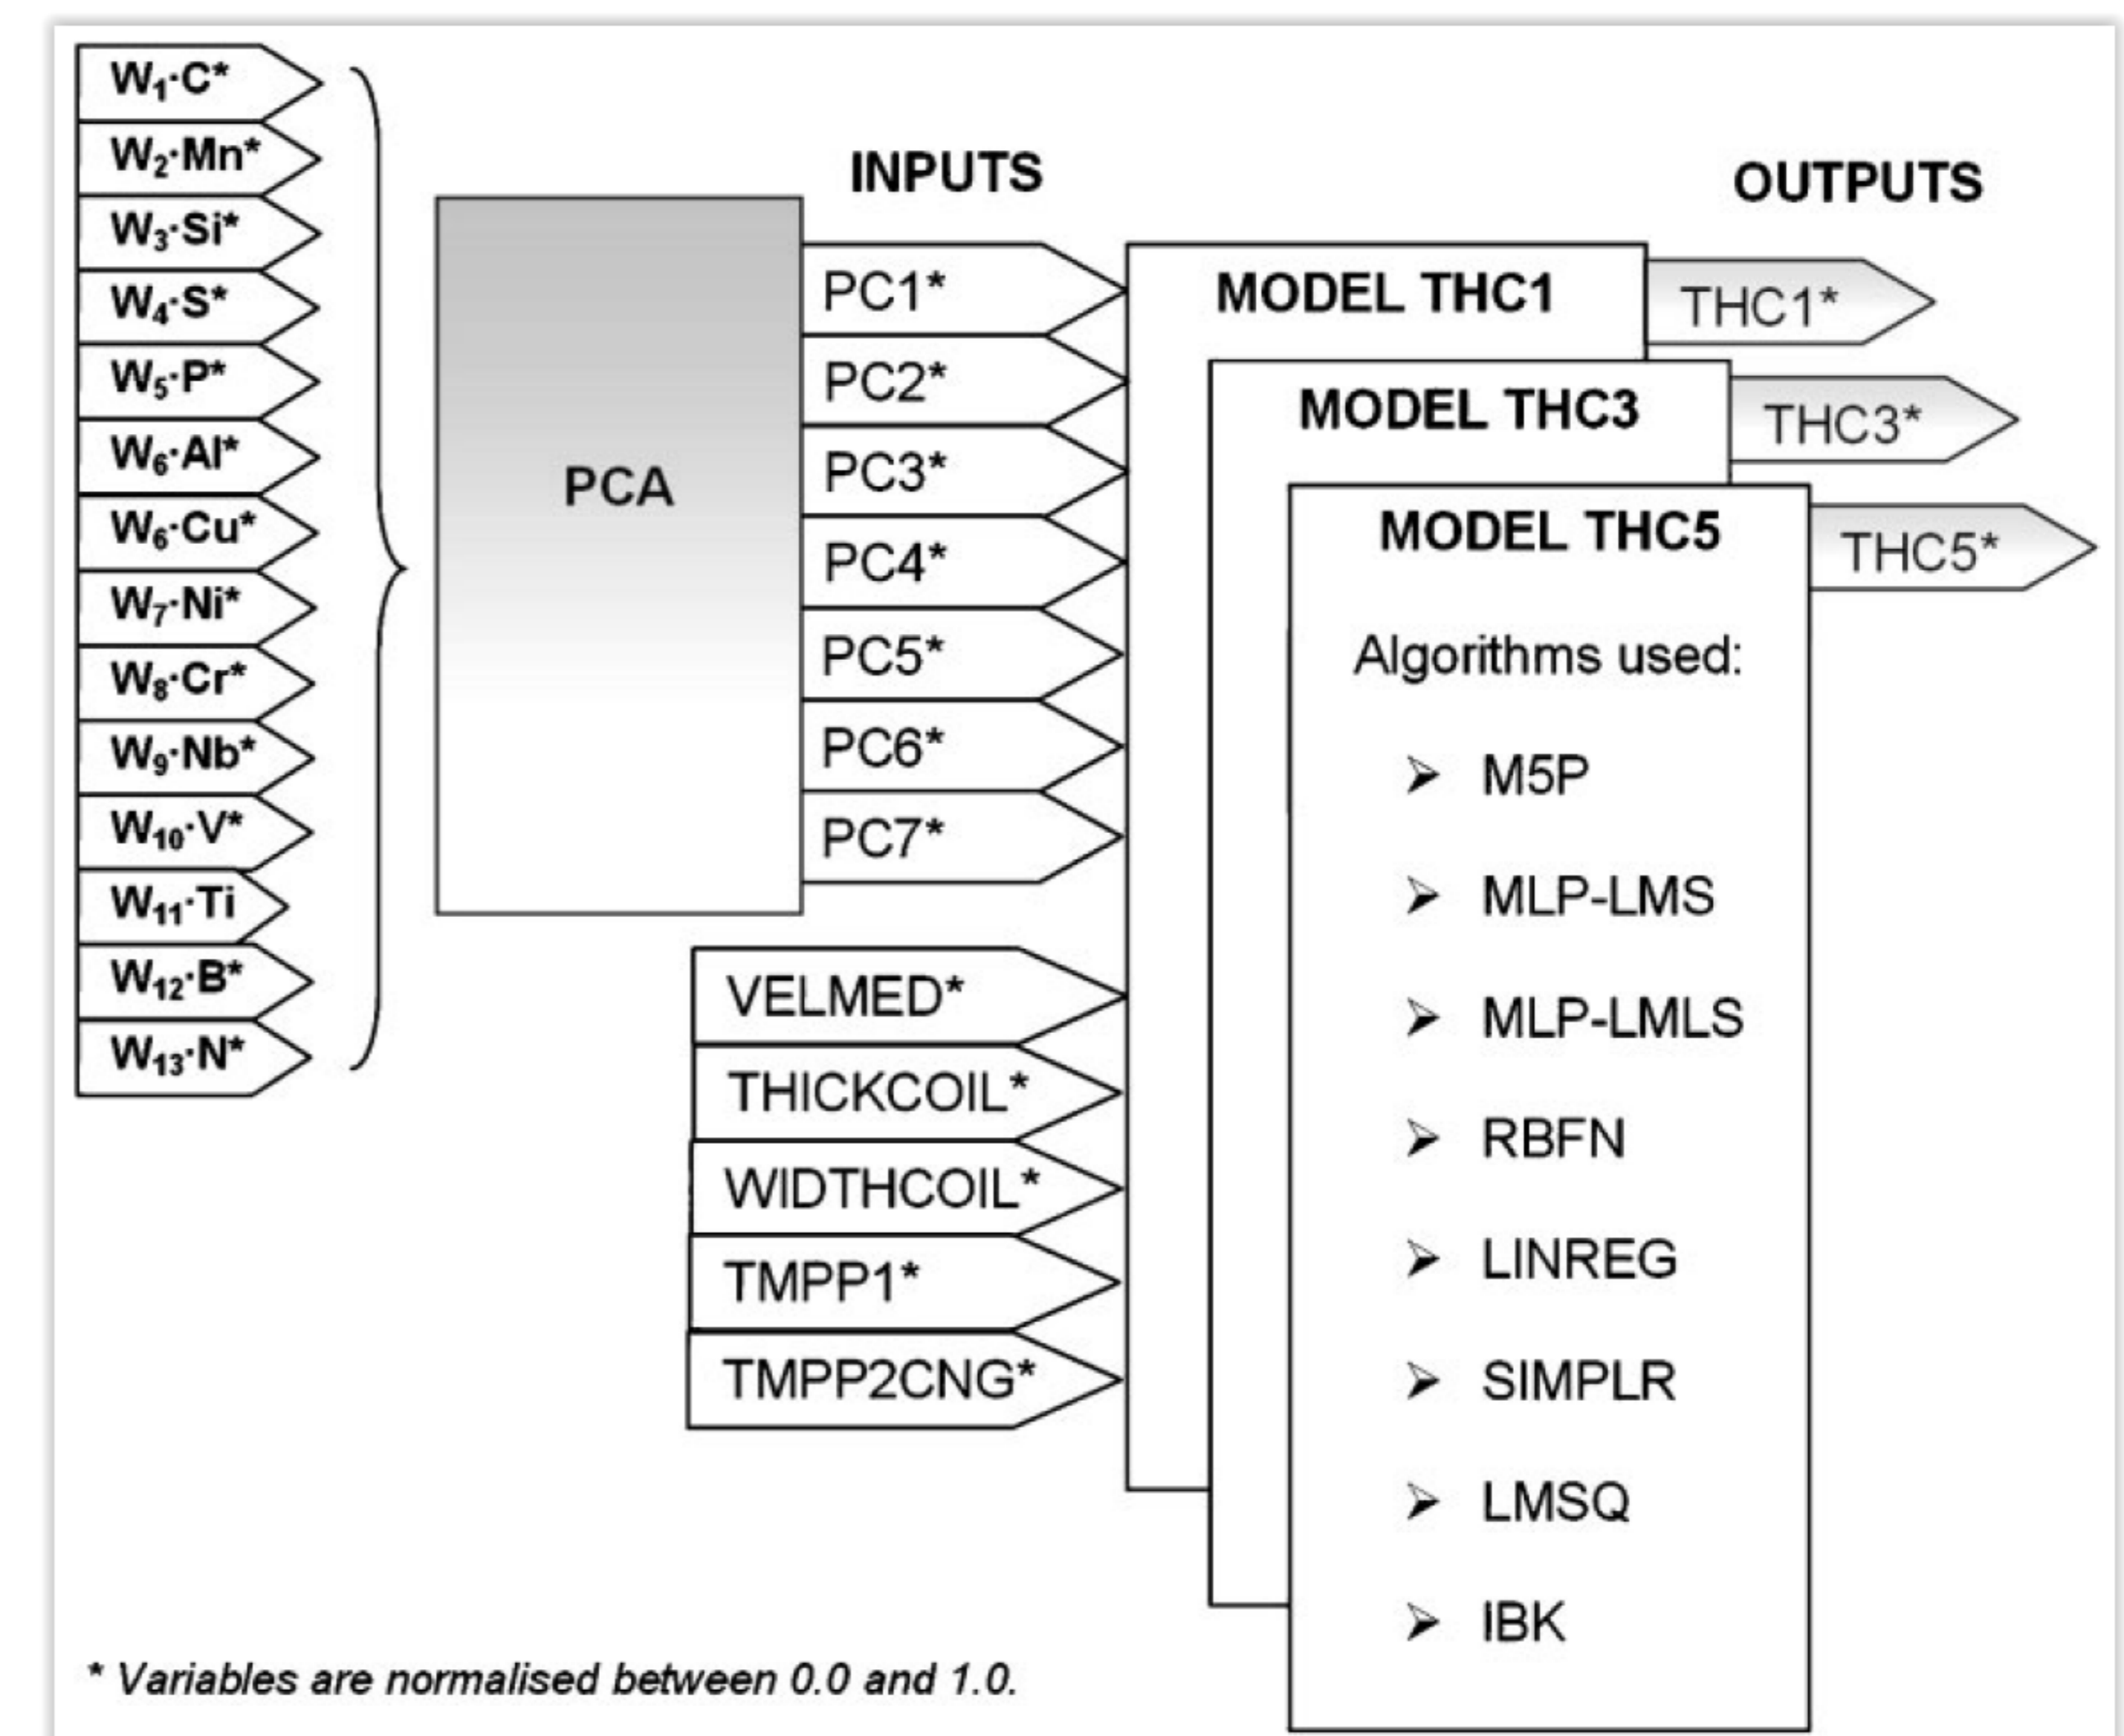 W₁·C*
W₂·Mn*
W₃·Si*
W₄·S*
W₅·P*
W₆·Al*
W₆·Cu*
W₇·Ni*
W₈·Cr*
W₉·Nb*
W₁₀·V*
W₁₁·Ti
W₁₂·B*
W₁₃·N*
PCA
INPUTS
PC1*
PC2*
PC3*
PC4*
PC5*
PC6*
PC7*
VELMED*
THICKCOIL*
WIDTHCOIL*
TMPP1*
TMPP2CNG*
OUTPUTS
MODEL THC1
THC1*
MODEL THC3
THC3*
MODEL THC5
THC5*
Algorithms used:
➢ M5P
➢ MLP-LMS
➢ MLP-LMLS
➢ RBFN
➢ LINREG
➢ SIMPLR
➢ LMSQ
➢ IBK
* Variables are normalised between 0.0 and 1.0.